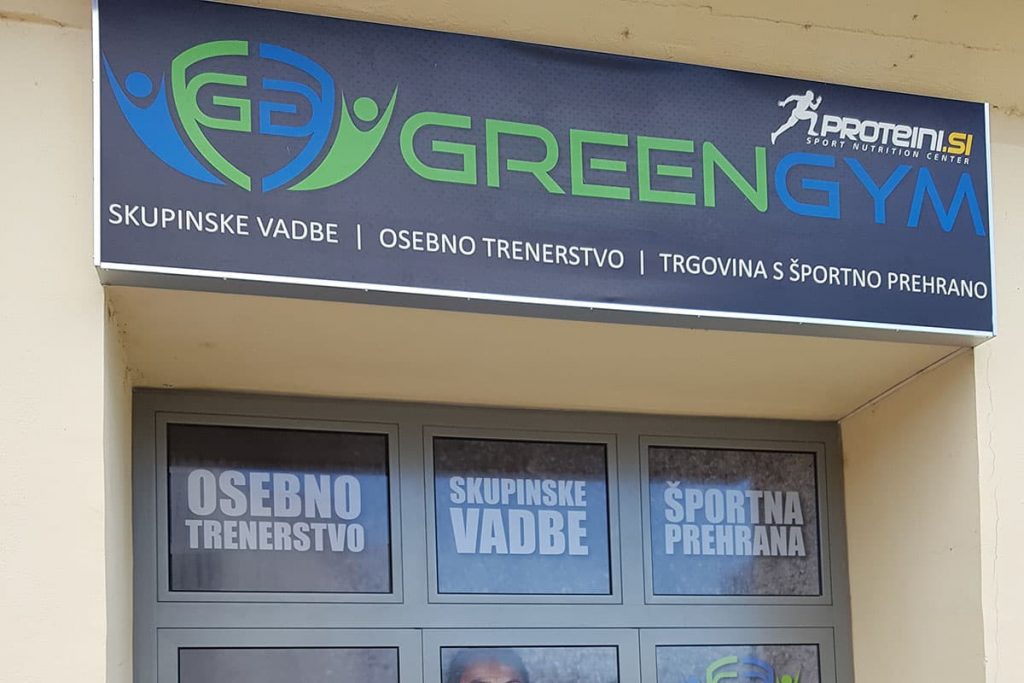 GG
GREENGYM
PROTEINI.SI
SPORT NUTRITION CENTER
SKUPINSKE VADBE | OSEBNO TRENERSTVO | TRGOVINA S ŠPORTNO PREHRANO
OSEBNO
TRENERSTVO
SKUPINSKE
VADBE
ŠPORTNA
PREHRANA